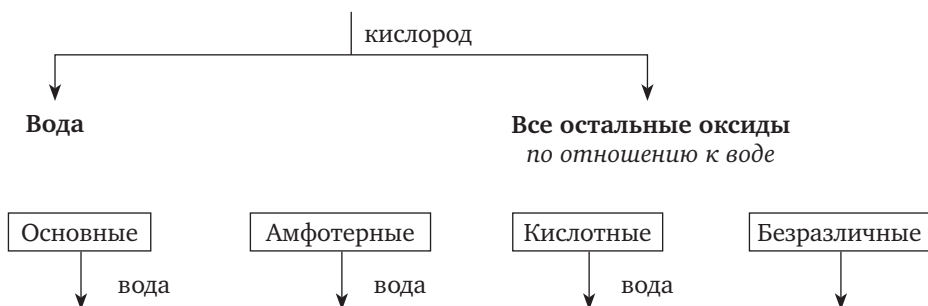 кислород
Вода
Все остальные оксиды
по отношению к воде
Основные
Амфотерные
Кислотные
Безразличные
вода
вода
вода